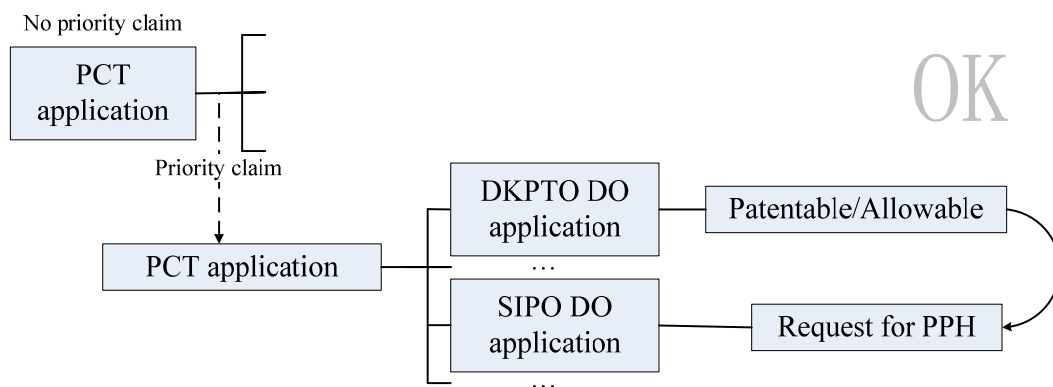 No priority claim
PCT
application
OK
Priority claim
DKPTO DO
application
Patentable/Allowable
PCT application
...
SIPO DO
application
Request for PPH
...